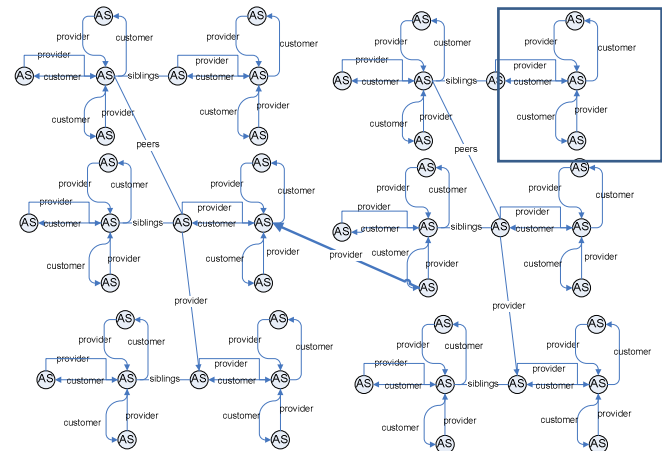 AS AS AS AS
provider customer provider customer provider customer provider customer
provider provider provider provider
AS customer AS siblings AS customer AS AS customer AS siblings AS customer AS
customer provider customer provider customer provider customer provider
AS AS AS AS
peers peers
AS AS AS AS
provider customer provider customer provider customer provider customer
provider provider provider provider
AS customer AS siblings AS customer AS AS customer AS siblings AS customer AS
customer provider customer provider provider customer provider customer provider
AS AS AS AS
provider provider
AS AS AS AS
provider customer provider customer provider customer provider customer
provider provider provider provider
AS customer AS siblings AS customer AS AS customer AS siblings AS customer AS
customer provider customer provider customer provider customer provider
AS AS AS AS